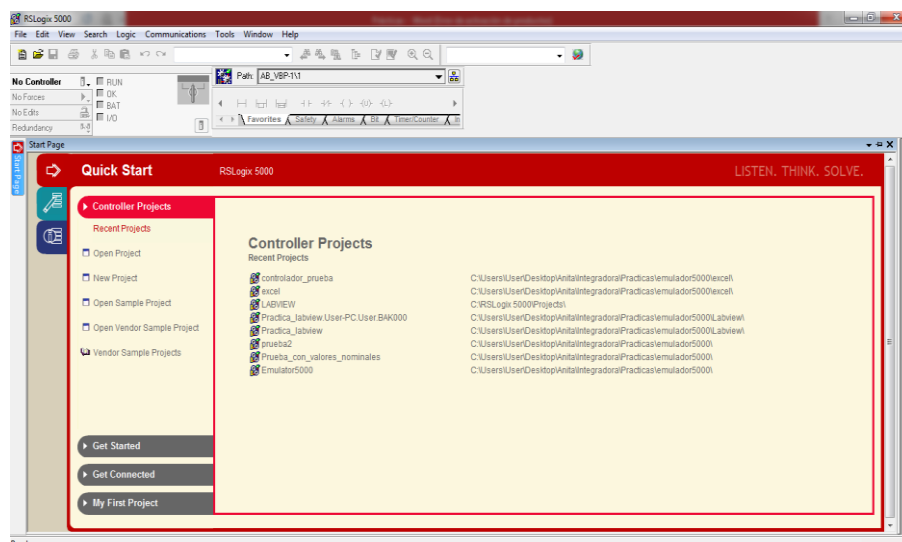 RSLogix 5000
File Edit View Search Logic Communications Tools Window Help
No Controller
RUN
No Forces
OK
No Edits
BAT
Redundancy
I/O
Path: AB_VBP-1\1
Favorites Safety Alarms Bit Timer/Counter
Start Page
Start Page
Quick Start
RSLogix 5000
LISTEN. THINK. SOLVE.
Controller Projects
Recent Projects
Open Project
New Project
Open Sample Project
Open Vendor Sample Project
Vendor Sample Projects
Get Started
Get Connected
My First Project
Controller Projects
Recent Projects
controlador_prueba C:\Users\User\Desktop\Anita\Integradora\Practicas\emulador5000\excel\
excel C:\Users\User\Desktop\Anita\Integradora\Practicas\emulador5000\excel\
LABVIEW C:\RSLogix 5000\Projects\
Practica_labview.User-PC.User.BAK000 C:\Users\User\Desktop\Anita\Integradora\Practicas\emulador5000\Labview\
Practica_labview C:\Users\User\Desktop\Anita\Integradora\Practicas\emulador5000\Labview\
prueba2 C:\Users\User\Desktop\Anita\Integradora\Practicas\emulador5000\
Prueba_con_valores_nominales C:\Users\User\Desktop\Anita\Integradora\Practicas\emulador5000\
Emulator5000 C:\Users\User\Desktop\Anita\Integradora\Practicas\emulador5000\